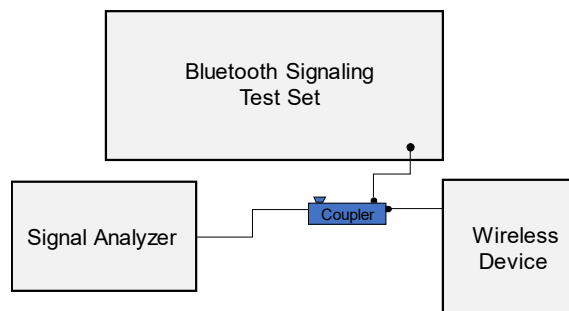 Bluetooth Signaling
Test Set
Coupler
Signal Analyzer
Wireless
Device